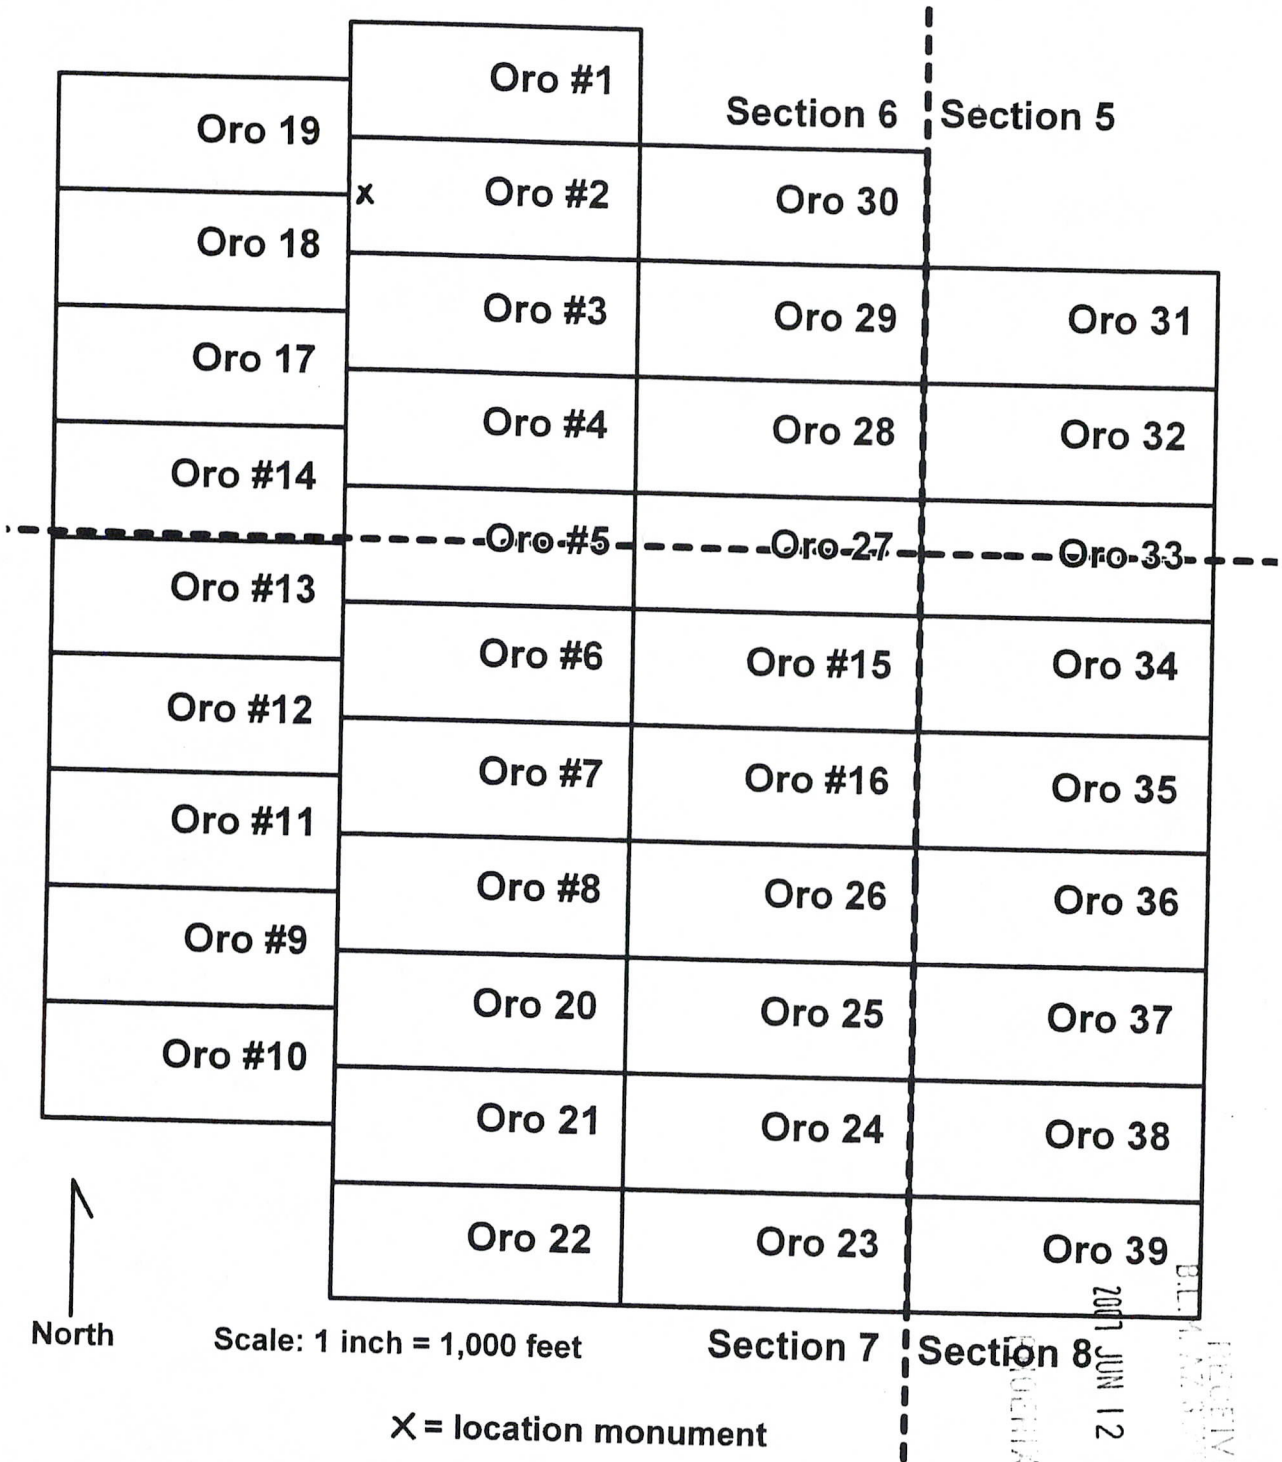 Oro #1
Section 6 Section 5
Oro 19
Oro #2
x
Oro 30
Oro 18
Oro #3
Oro 29
Oro 31
Oro 17
Oro #4
Oro 28
Oro 32
Oro #14
Oro #5
Oro 27
Oro 33
Oro #13
Oro #6
Oro #15
Oro 34
Oro #12
Oro #7
Oro #16
Oro 35
Oro #11
Oro #8
Oro 26
Oro 36
Oro #9
Oro 20
Oro 25
Oro 37
Oro #10
Oro 21
Oro 24
Oro 38
Oro 22
Oro 23
Oro 39
North
Scale: 1 inch = 1,000 feet
Section 7 Section 8
X = location monument
2001 JUN 12